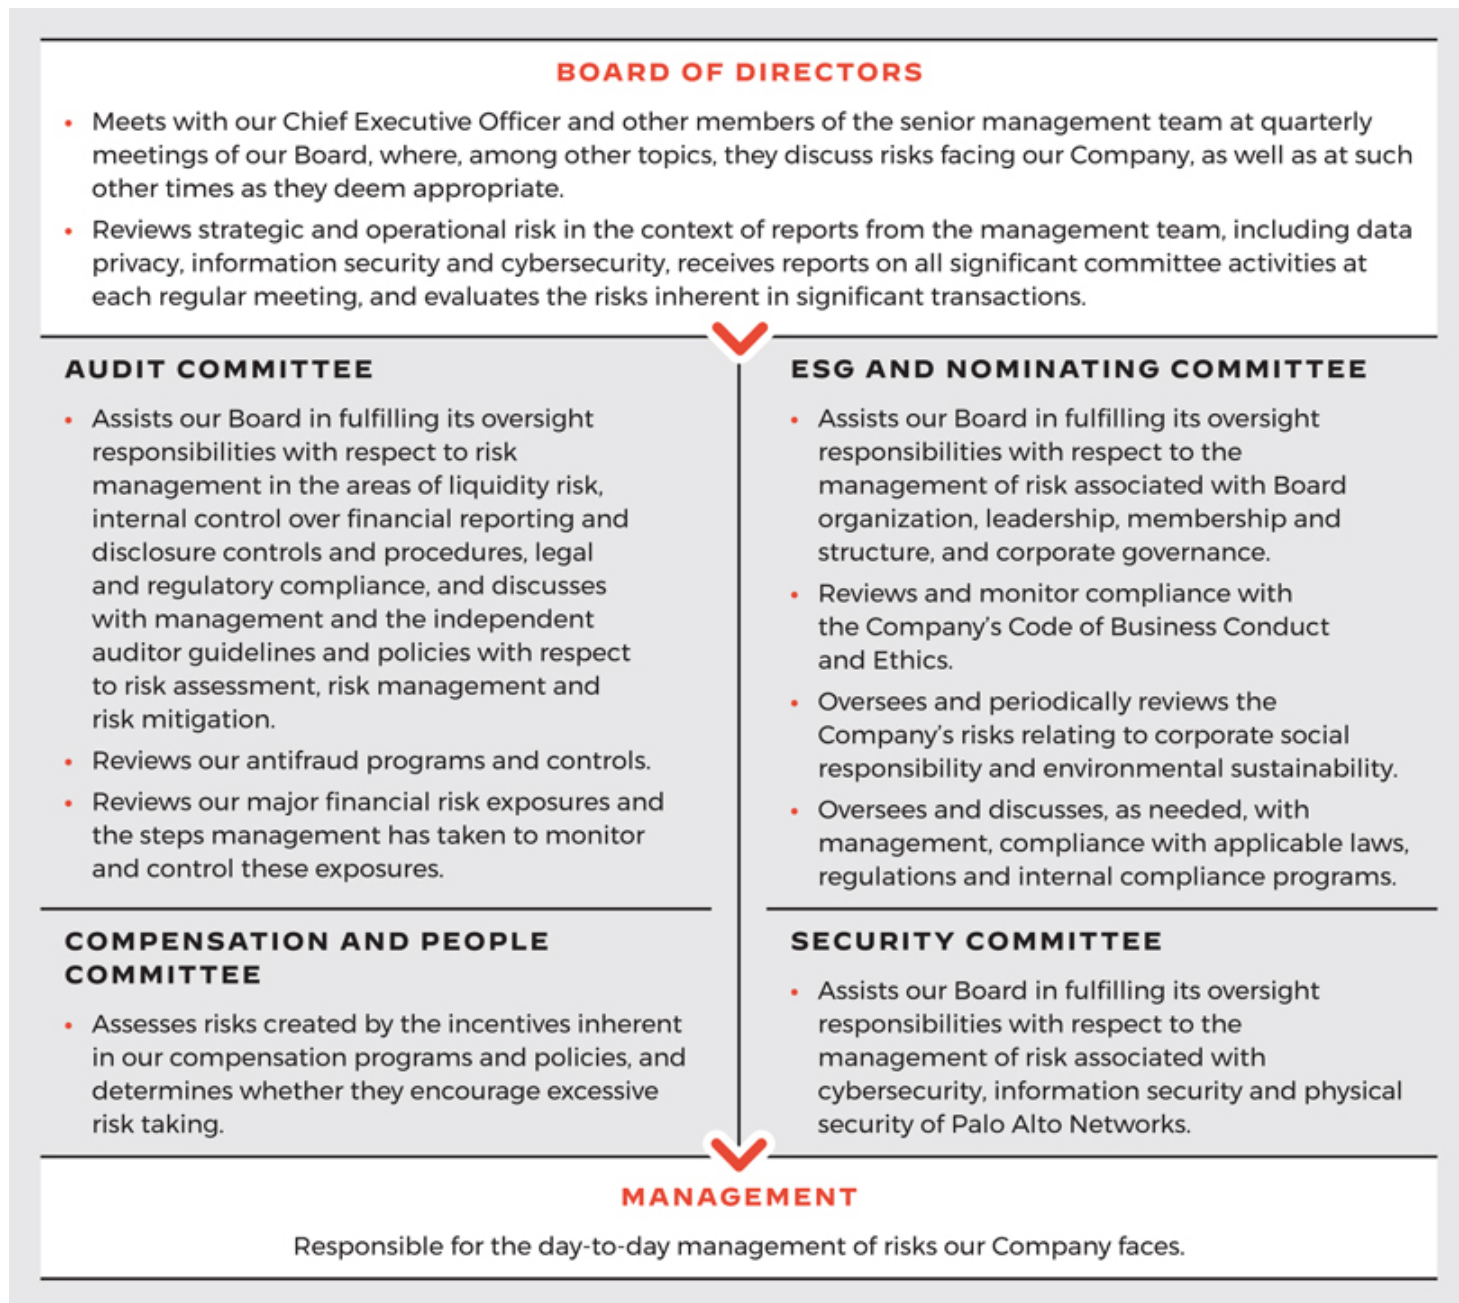 BOARD OF DIRECTORS
• Meets with our Chief Executive Officer and other members of the senior management team at quarterly
meetings of our Board, where, among other topics, they discuss risks facing our Company, as well as at such
other times as they deem appropriate.
• Reviews strategic and operational risk in the context of reports from the management team, including data
privacy, information security and cybersecurity, receives reports on all significant committee activities at
each regular meeting, and evaluates the risks inherent in significant transactions.
AUDIT COMMITTEE
• Assists our Board in fulfilling its oversight
responsibilities with respect to risk
management in the areas of liquidity risk,
internal control over financial reporting and
disclosure controls and procedures, legal
and regulatory compliance, and discusses
with management and the independent
auditor guidelines and policies with respect
to risk assessment, risk management and
risk mitigation.
• Reviews our antifraud programs and controls.
• Reviews our major financial risk exposures and
the steps management has taken to monitor
and control these exposures.
ESG AND NOMINATING COMMITTEE
• Assists our Board in fulfilling its oversight
responsibilities with respect to the
management of risk associated with Board
organization, leadership, membership and
structure, and corporate governance.
• Reviews and monitor compliance with
the Company's Code of Business Conduct
and Ethics.
• Oversees and periodically reviews the
Company's risks relating to corporate social
responsibility and environmental sustainability.
• Oversees and discusses, as needed, with
management, compliance with applicable laws,
regulations and internal compliance programs.
COMPENSATION AND PEOPLE
COMMITTEE
• Assesses risks created by the incentives inherent
in our compensation programs and policies, and
determines whether they encourage excessive
risk taking.
SECURITY COMMITTEE
• Assists our Board in fulfilling its oversight
responsibilities with respect to the
management of risk associated with
cybersecurity, information security and physical
security of Palo Alto Networks.
MANAGEMENT
Responsible for the day-to-day management of risks our Company faces.